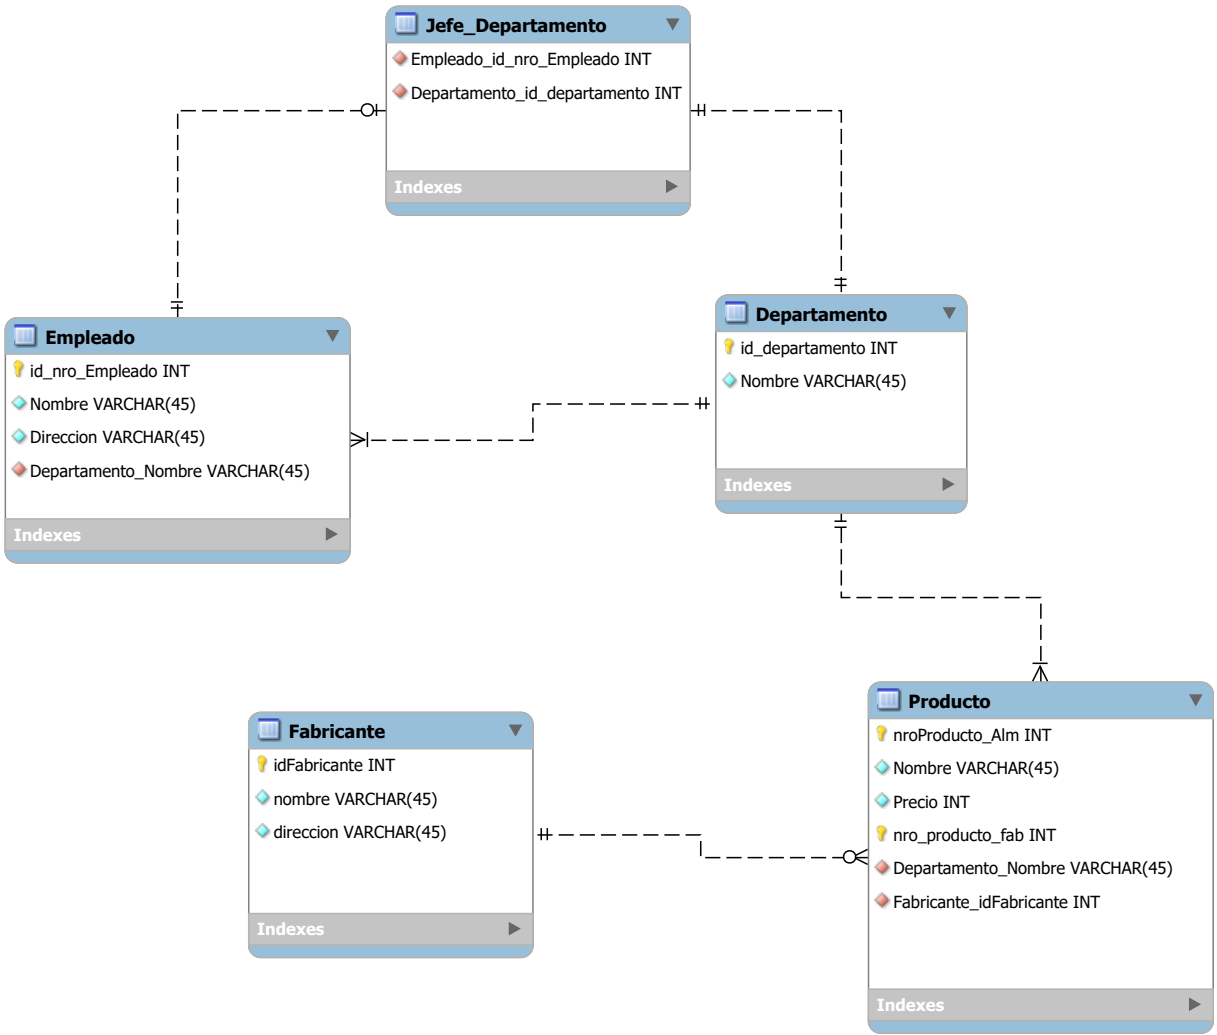 Jefe_Departamento
Empleado_id_nro_Empleado INT
Departamento_id_departamento INT
Indexes
Empleado
id_nro_Empleado INT
Nombre VARCHAR(45)
Direccion VARCHAR(45)
Departamento_Nombre VARCHAR(45)
Indexes
Departamento
id_departamento INT
Nombre VARCHAR(45)
Indexes
Fabricante
idFabricante INT
nombre VARCHAR(45)
direccion VARCHAR(45)
Indexes
Producto
nroProducto_Alm INT
Nombre VARCHAR(45)
Precio INT
nro_producto_fab INT
Departamento_Nombre VARCHAR(45)
Fabricante_idFabricante INT
Indexes